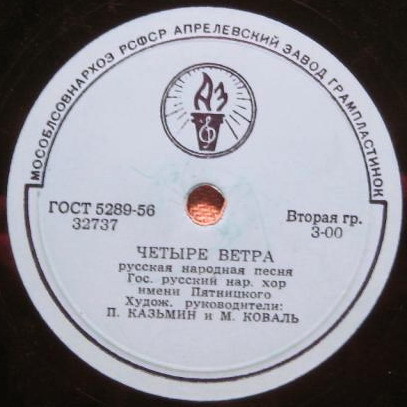 МОСОБЛСОВНАРХОЗ РСФСР АПРЕЛЕВСКИЙ ЗАВОД ГРАМПЛАСТИНОК
АЗ
ГОСТ 5289-56
32737
Вторая гр.
3-00
ЧЕТЫРЕ ВЕТРА
русская народная песня
Гос. русский нар. хор
имени Пятницкого
Худож. руководители:
П. КАЗЬМИН и М. КОВАЛЬ